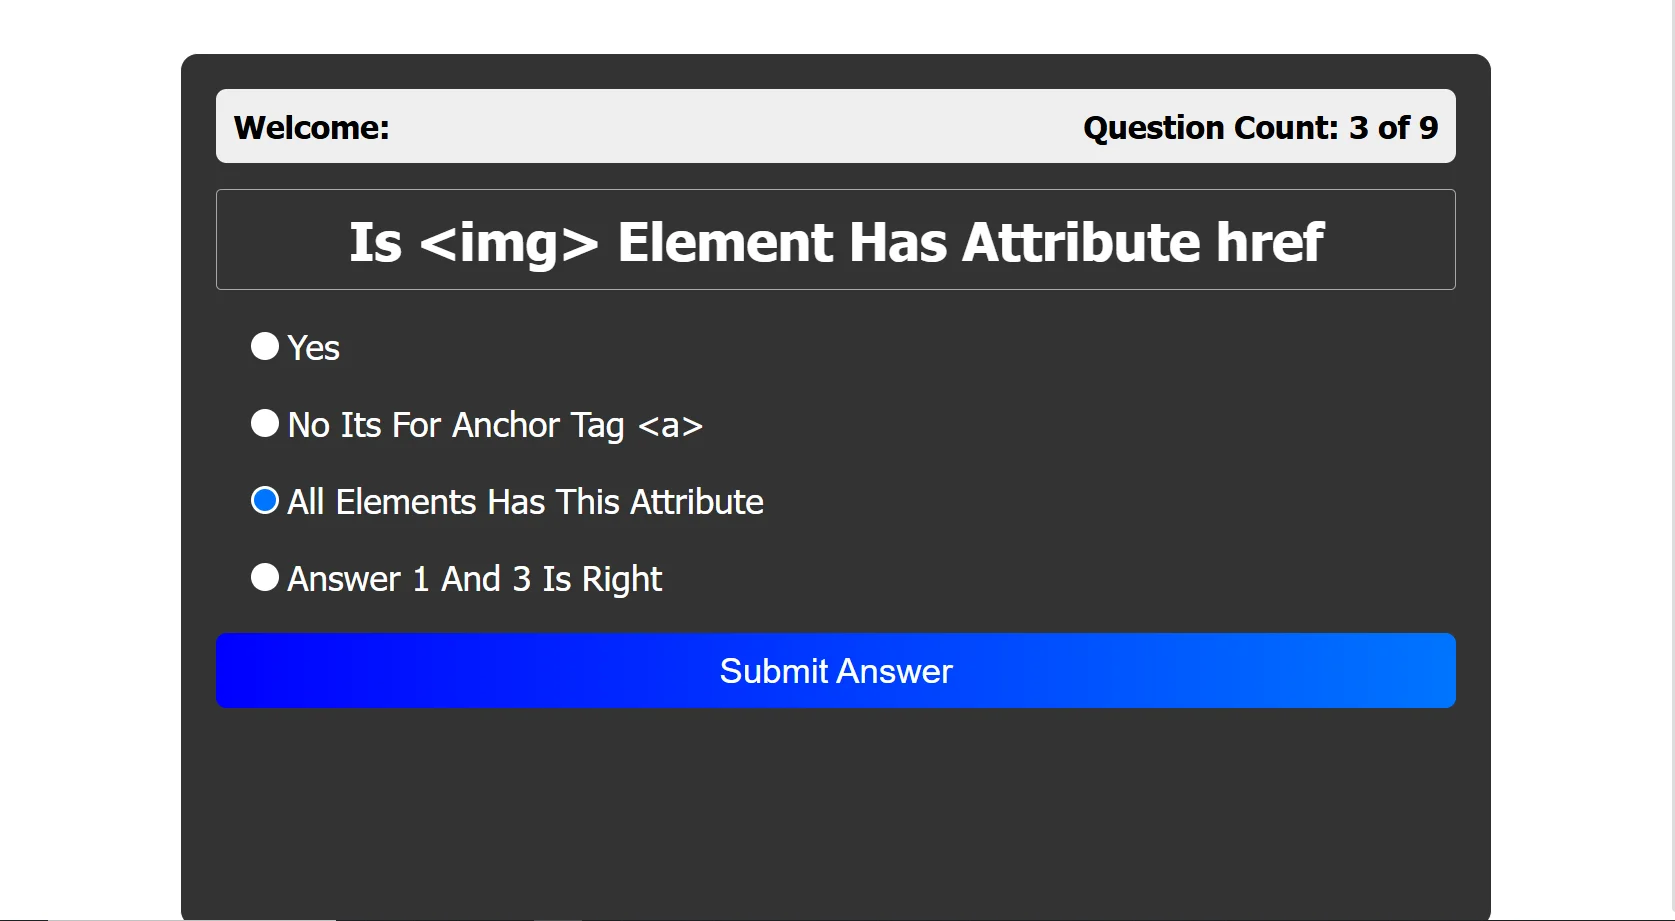 Welcome:
Question Count: 3 of 9
Is <img> Element Has Attribute href
Yes
No Its For Anchor Tag <a>
All Elements Has This Attribute
Answer 1 And 3 Is Right
Submit Answer